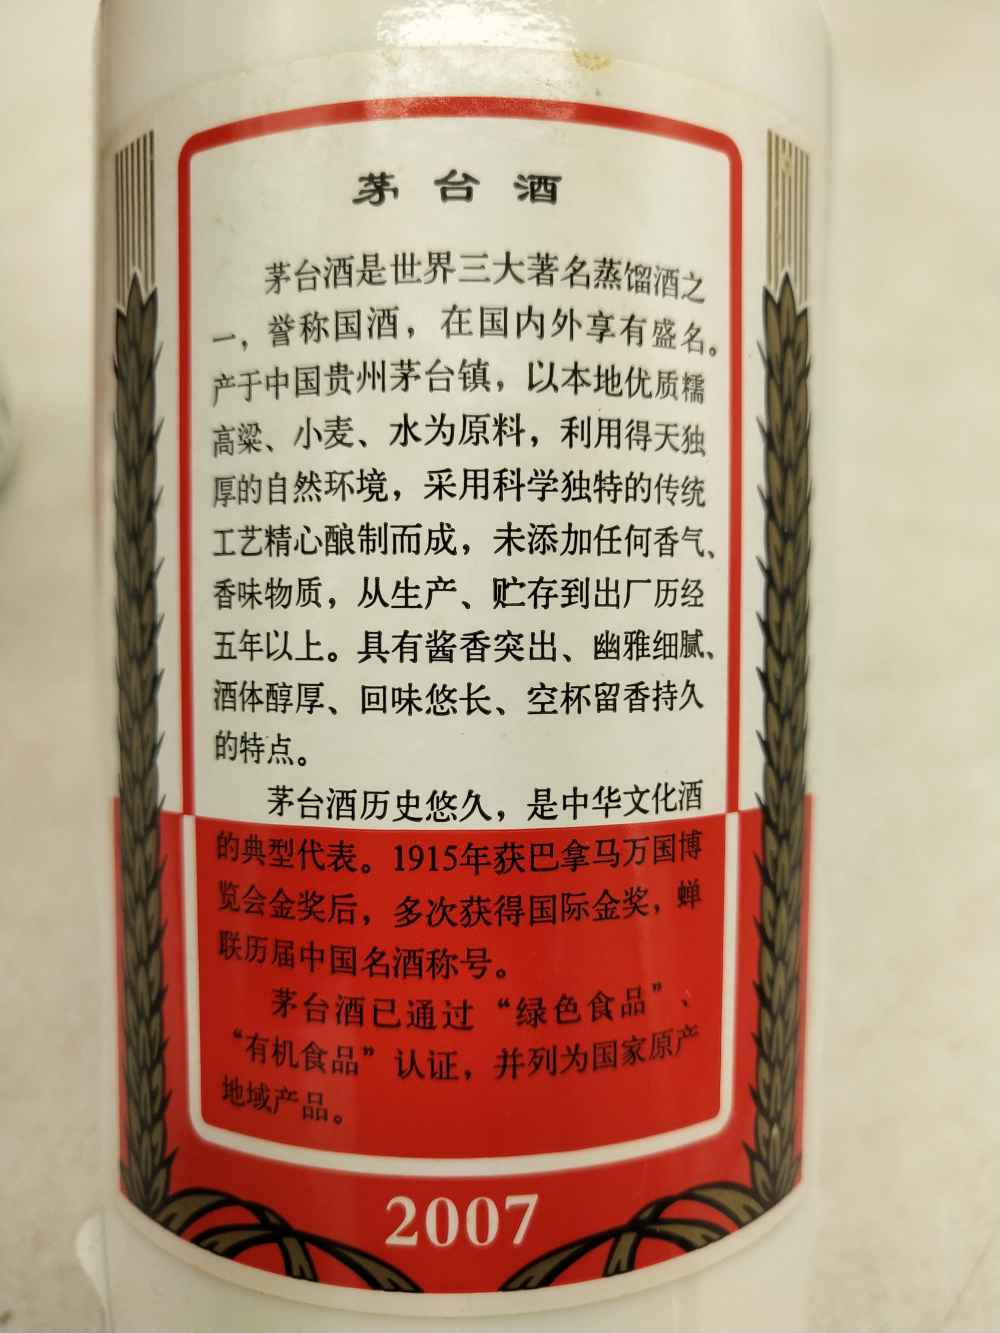 茅台酒
茅台酒是世界三大著名蒸馏酒之
一，誉称国酒，在国内外享有盛名。
产于中国贵州茅台镇，以本地优质糯
高粱、小麦、水为原料，利用得天独
厚的自然环境，采用科学独特的传统
工艺精心酿制而成，未添加任何香气、
香味物质，从生产、贮存到出厂历经
五年以上。具有酱香突出、幽雅细腻、
酒体醇厚、回味悠长、空杯留香持久
的特点。
茅台酒历史悠久，是中华文化酒
的典型代表。1915年获巴拿马万国博
览会金奖后，多次获得国际金奖，蝉
联历届中国名酒称号。
茅台酒已通过“绿色食品”、
“有机食品”认证，并列为国家原产
地域产品。
2007